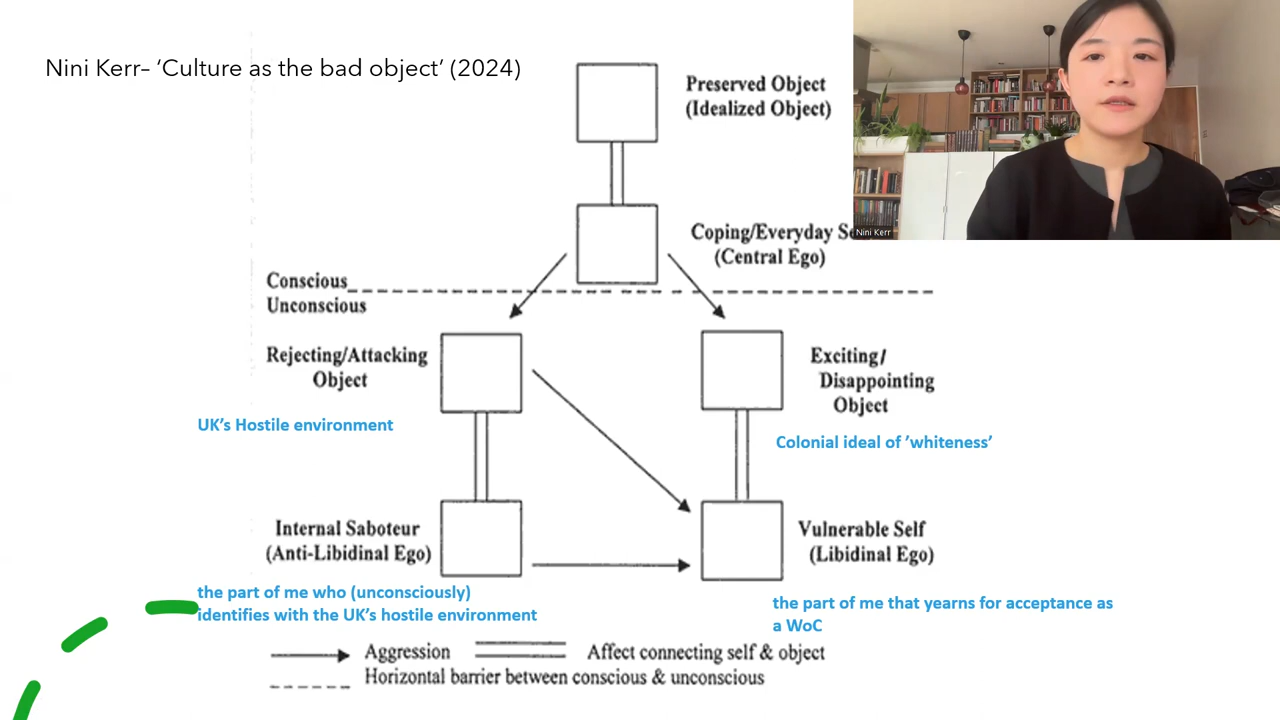 Nini Kerr– ‘Culture as the bad object’ (2024)
Preserved Object
(Idealized Object)
Coping/Everyday Se
(Central Ego)
Nini Kerr
Conscious
Unconscious
Rejecting/Attacking
Object
UK’s Hostile environment
Exciting/
Disappointing
Object
Colonial ideal of ’whiteness’
Internal Saboteur
(Anti-Libidinal Ego)
the part of me who (unconsciously)
identifies with the UK’s hostile environment
Vulnerable Self
(Libidinal Ego)
the part of me that yearns for acceptance as
a WoC
Aggression
Affect connecting self & object
Horizontal barrier between conscious & unconscious